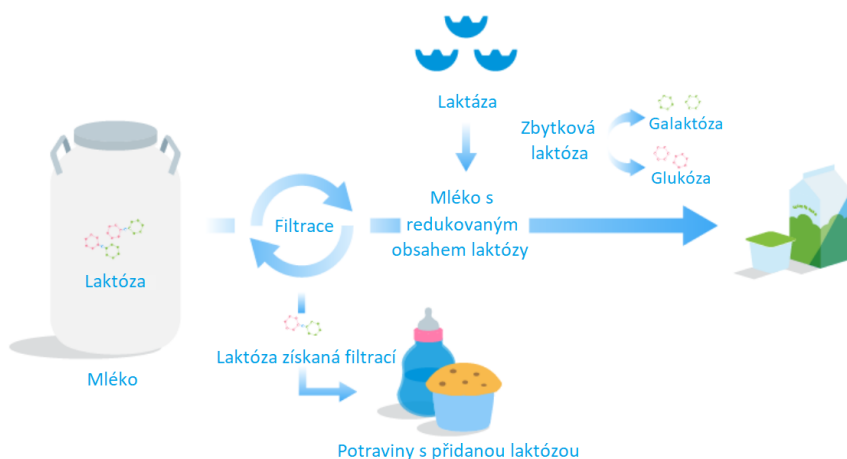 Laktáza
Zbytková
laktóza
Galaktóza
Glukóza
Laktóza
Mléko
Filtrace
Mléko s
redukovaným
obsahem laktózy
Laktóza získaná filtrací
Potraviny s přidanou laktózou